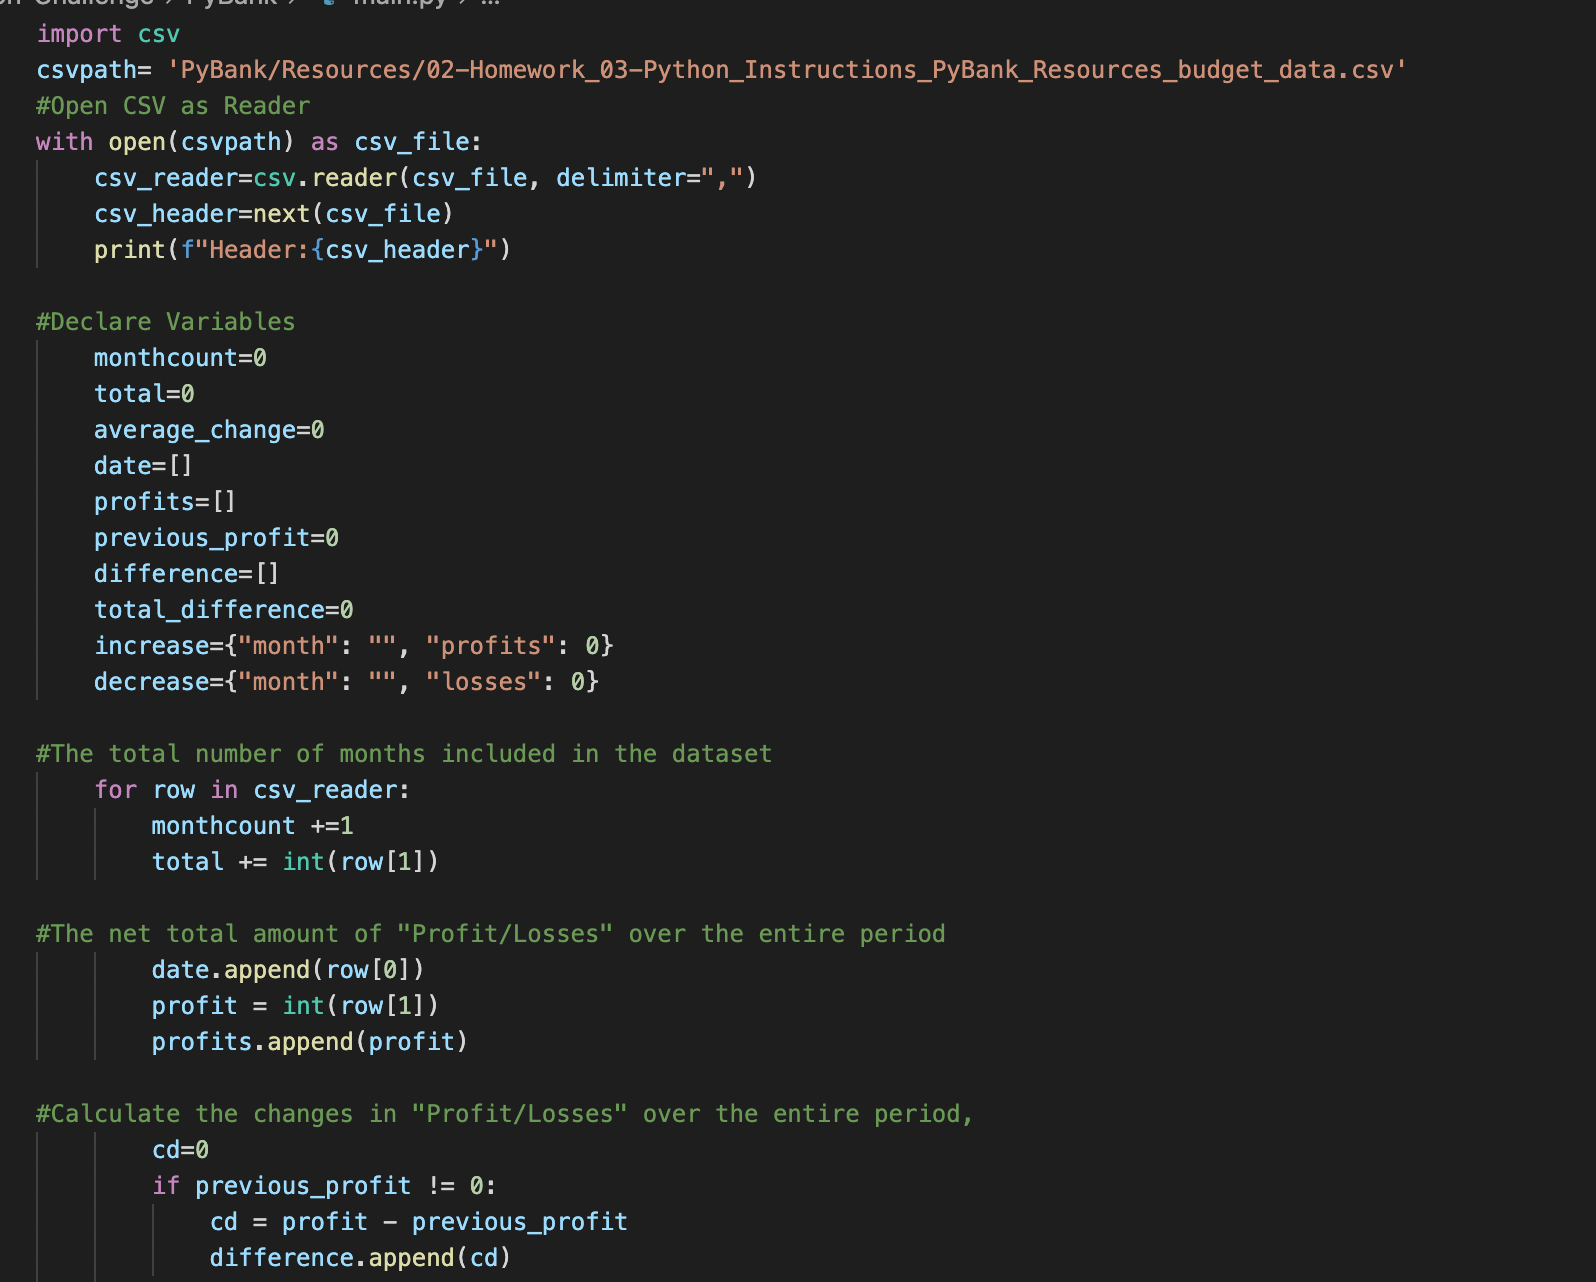 Challenge > PyBank > main.py > ...
import csv
csvpath= 'PyBank/Resources/02-Homework_03-Python_Instructions_PyBank_Resources_budget_data.csv'
#Open CSV as Reader
with open(csvpath) as csv_file:
    csv_reader=csv.reader(csv_file, delimiter=",")
    csv_header=next(csv_file)
    print(f"Header:{csv_header}")
#Declare Variables
    monthcount=0
    total=0
    average_change=0
    date=[]
    profits=[]
    previous_profit=0
    difference=[]
    total_difference=0
    increase={"month": "", "profits": 0}
    decrease={"month": "", "losses": 0}
#The total number of months included in the dataset
    for row in csv_reader:
        monthcount +=1
        total += int(row[1])
#The net total amount of "Profit/Losses" over the entire period
        date.append(row[0])
        profit = int(row[1])
        profits.append(profit)
#Calculate the changes in "Profit/Losses" over the entire period,
        cd=0
        if previous_profit != 0:
            cd = profit - previous_profit
            difference.append(cd)